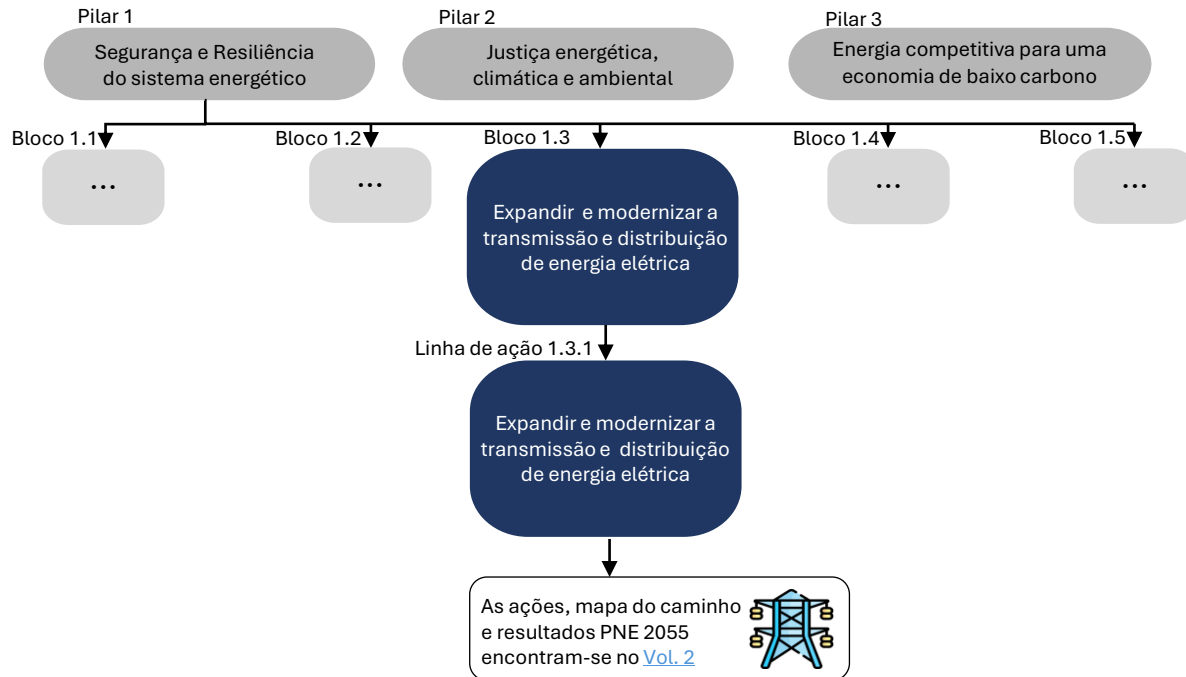 Pilar 1
Segurança e Resiliência
do sistema energético
Pilar 2
Justiça energética,
climática e ambiental
Pilar 3
Energia competitiva para uma
economia de baixo carbono
Bloco 1.1
...
Bloco 1.2
...
Bloco 1.3
Expandir e modernizar a
transmissão e distribuição
de energia elétrica
Bloco 1.4
...
Bloco 1.5
...
Linha de ação 1.3.1
Expandir e modernizar a
transmissão e distribuição
de energia elétrica
As ações, mapa do caminho
e resultados PNE 2055
encontram-se no Vol. 2